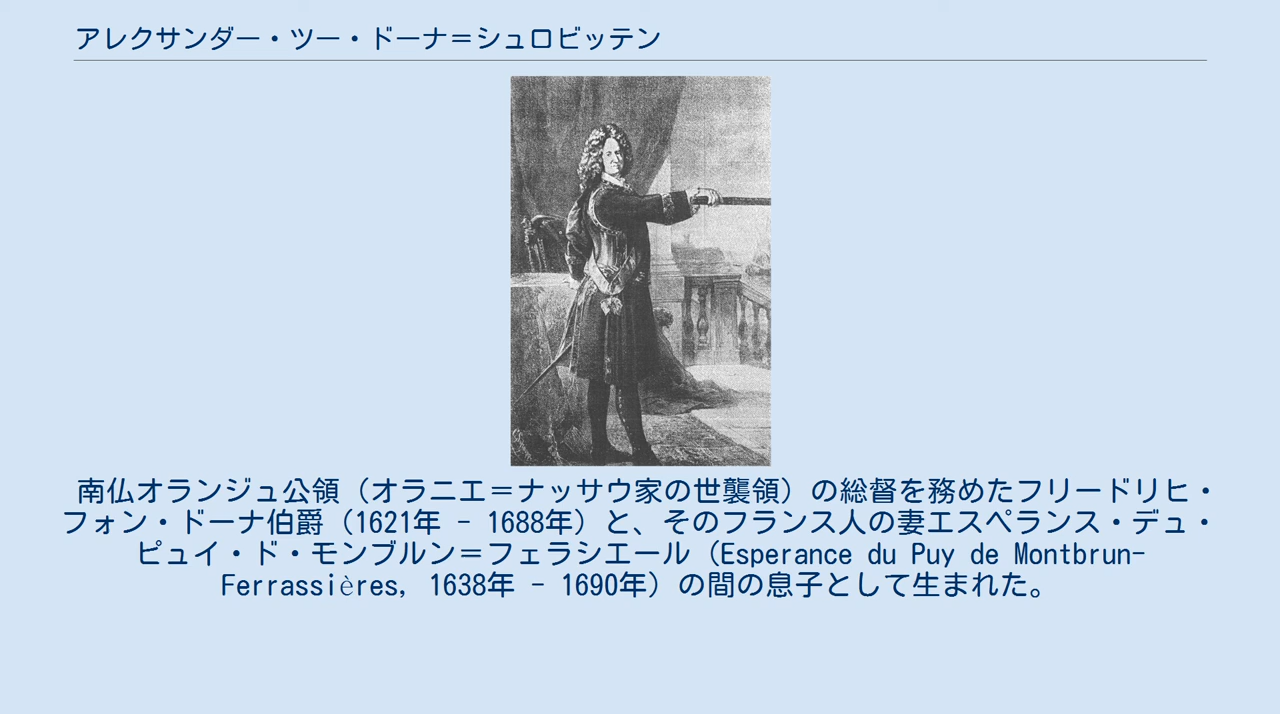 アレクサンダー・ツー・ドーナ＝シュロビッテン
南仏オランジュ公領（オラニエ＝ナッサウ家の世襲領）の総督を務めたフリードリヒ・
フォン・ドーナ伯爵（1621年 - 1688年）と、そのフランス人の妻エスペランス・デュ・
ピュイ・ド・モンブルン＝フェラシエール（Esperance du Puy de Montbrun-
Ferrassières, 1638年 - 1690年）の間の息子として生まれた。